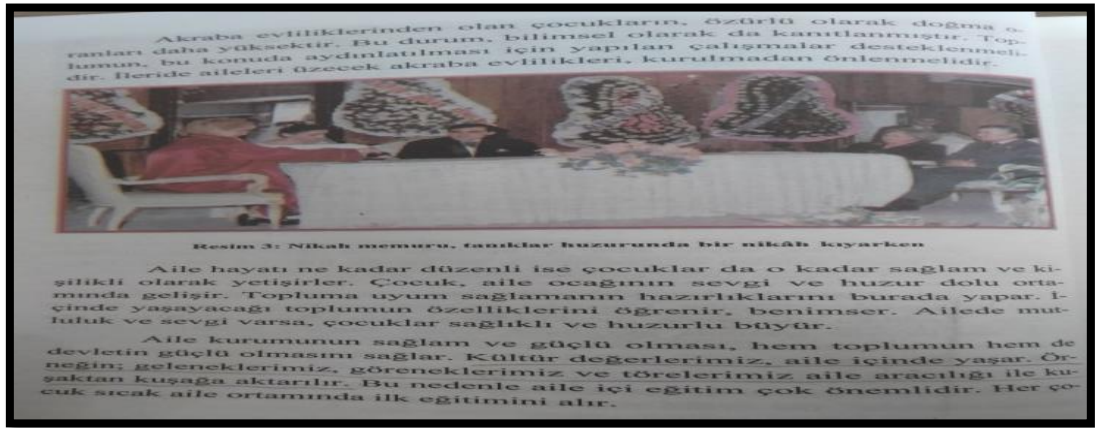 Akraba evliliklerinden olan çocukların, özürlü olarak doğma o-
ranları daha yüksektir. Bu durum, bilimsel olarak da kanıtlanmıştır. Top-
lumun, bu konuda aydınlatılması için yapılan çalışmalar desteklenmeli-
dir. İleride aileleri üzecek akraba evlilikleri, kurulmadan önlenmelidir.
Resim 3: Nikah memuru, tanıklar huzurunda bir nikâh kıyarken
Aile hayatı ne kadar düzenli ise çocuklar da o kadar sağlam ve ki-
şilikli olarak yetişirler. Çocuk, aile ocağının sevgi ve huzur dolu orta-
mında gelişir. Topluma uyum sağlamanın hazırlıklarını burada yapar. İ-
çinde yaşayacağı toplumun özelliklerini öğrenir, benimser. Ailede mut-
luluk ve sevgi varsa, çocuklar sağlıklı ve huzurlu büyür.
Aile kurumunun sağlam ve güçlü olması, hem toplumun hem de
devletin güçlü olmasını sağlar. Kültür değerlerimiz, aile içinde yaşar. Ör-
neğin; geleneklerimiz, göreneklerimiz ve törelerimiz aile aracılığı ile ku-
şaktan kuşağa aktarılır. Bu nedenle aile içi eğitim çok önemlidir. Her ço-
cuk sıcak aile ortamında ilk eğitimini alır.